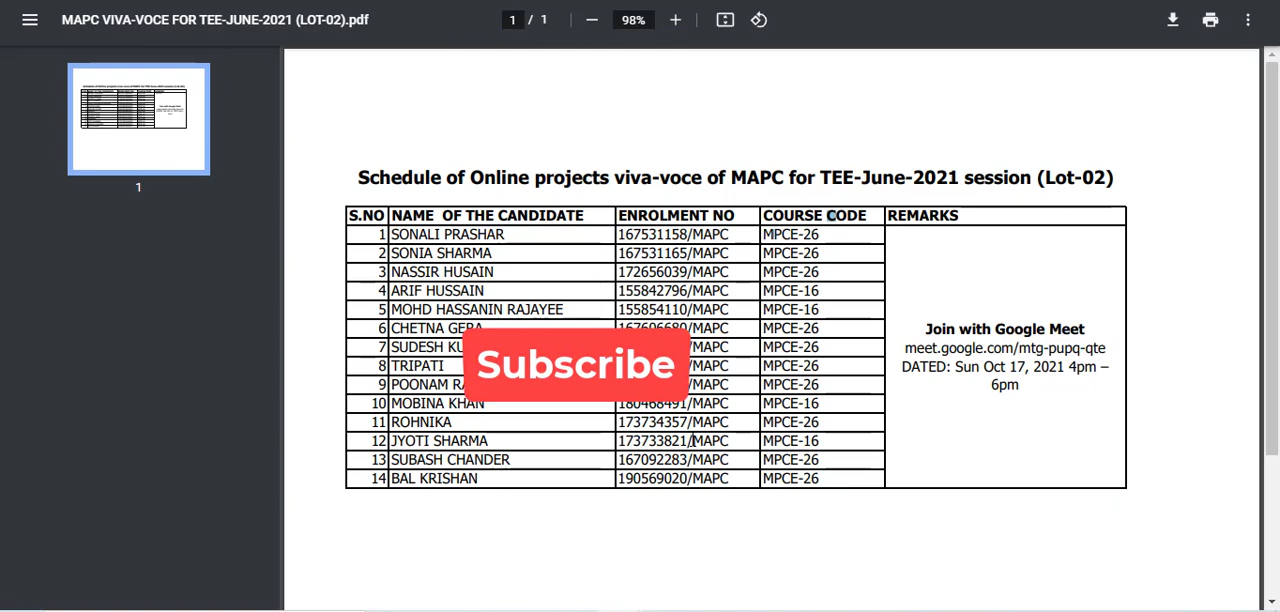 MAPC VIVA-VOCE FOR TEE-JUNE-2021 (LOT-02).pdf 1 / 1 98%
1
Schedule of Online projects viva-voce of MAPC for TEE-June-2021 session (Lot-02)
S.NO NAME OF THE CANDIDATE ENROLMENT NO COURSE CODE REMARKS
1 SONALI PRASHAR 167531158/MAPC MPCE-26
2 SONIA SHARMA 167531165/MAPC MPCE-26
3 NASSIR HUSAIN 172656039/MAPC MPCE-26
4 ARIF HUSSAIN 155842796/MAPC MPCE-16
5 MOHD HASSANIN RAJAYEE 155854110/MAPC MPCE-16
6 CHETNA GERA 167606680/MAPC MPCE-26
7 SUDESH /MAPC MPCE-26
8 TRIPATI /MAPC MPCE-26
9 POONAM /MAPC MPCE-26
10 MOBINA KHAN 180468491/MAPC MPCE-16
11 ROHNIKA 173734357/MAPC MPCE-26
12 JYOTI SHARMA 173733821/MAPC MPCE-16
13 SUBASH CHANDER 167092283/MAPC MPCE-26
14 BAL KRISHAN 190569020/MAPC MPCE-26
Join with Google Meet
meet.google.com/mtg-pupq-qte
DATED: Sun Oct 17, 2021 4pm –
6pm
Subscribe